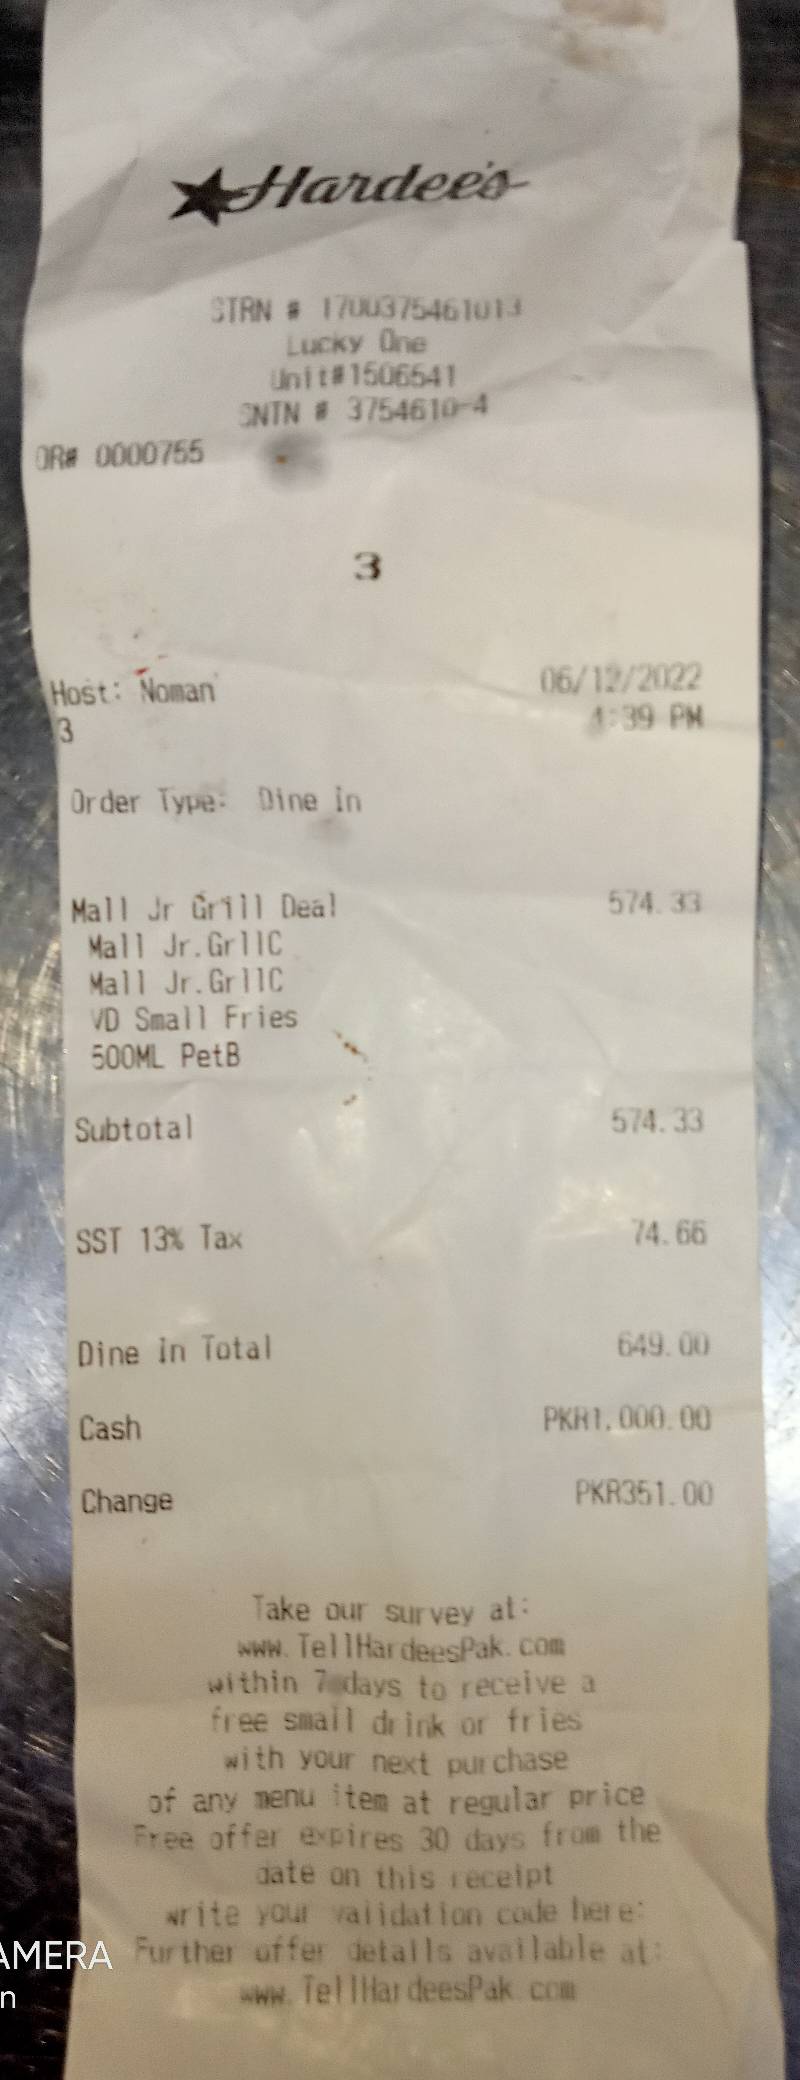 Hardee's
STRN # 1700375461013
Lucky One
Unit#1506541
SNTN # 3754610-4
OR# 0000755
3
Host: Noman 06/12/2022
3 4:39 PM
Order Type: Dine in
Mall Jr Grill Deal 574.33
Mall Jr.GrllC
Mall Jr.GrllC
VD Small Fries
500ML PetB
Subtotal 574.33
SST 13% Tax 74.66
Dine in Total 649.00
Cash PKR1,000.00
Change PKR351.00
Take our survey at:
www.TellHardeesPak.com
within 7 days to receive a
free small drink or fries
with your next purchase
of any menu item at regular price
Free offer expires 30 days from the
date on this receipt
write your validation code here:
Further offer details available at:
www.TellHardeesPak.com
AMERA